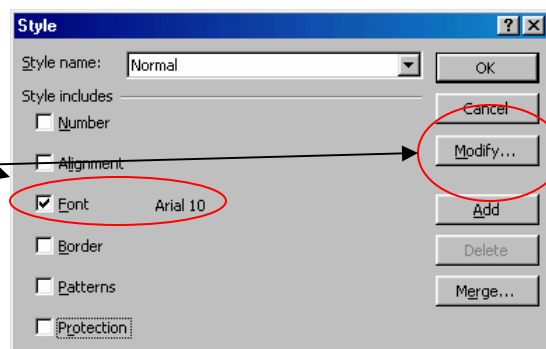 Style
Style name: Normal
OK
Style includes
Cancel
Number
Modify...
Alignment
Font Arial 10
Add
Border
Delete
Patterns
Merge...
Protection